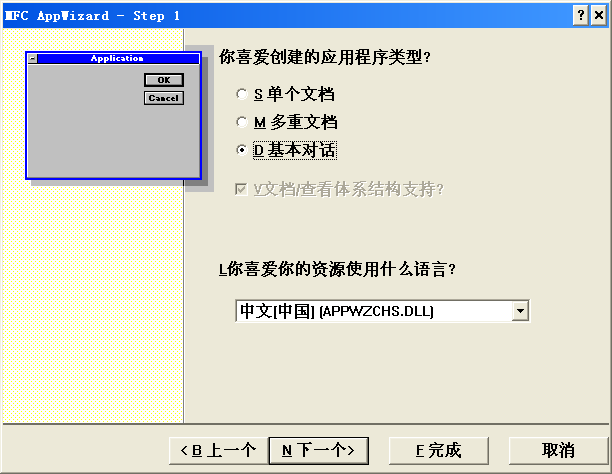 MFC AppWizard - Step 1
Application
OK
Cancel
你喜爱创建的应用程序类型?
S 单个文档
M 多重文档
D 基本对话
V文档/查看体系结构支持?
L你喜爱你的资源使用什么语言?
中文[中国] (APPWZCHS.DLL)
< B 上一个
N 下一个>
F 完成
取消